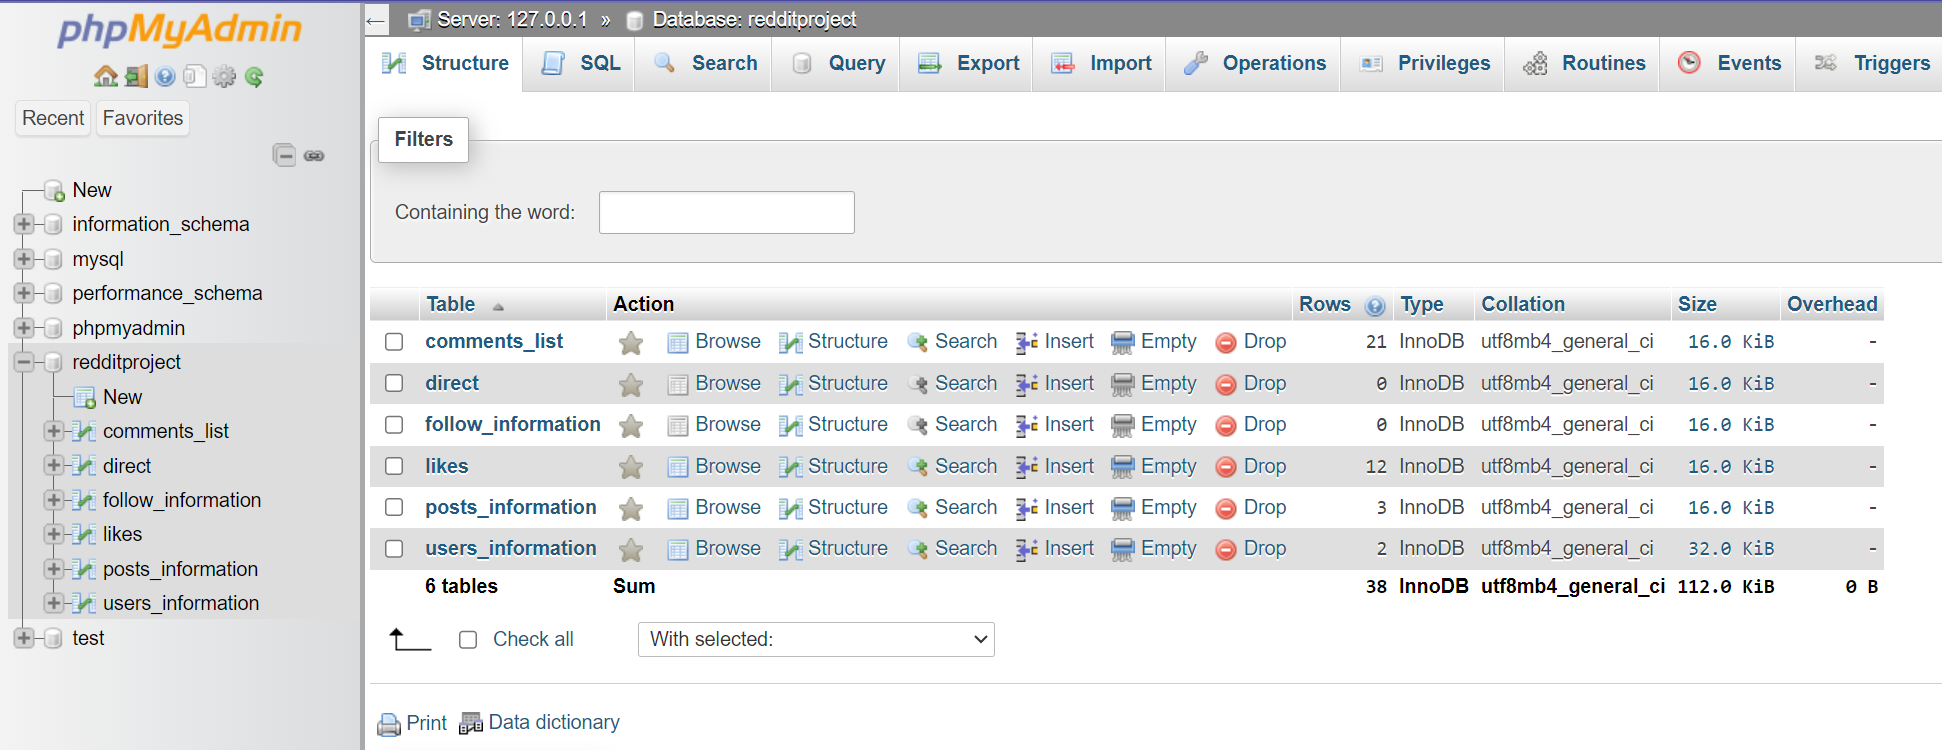 phpMyAdmin
Recent Favorites
New
information_schema
mysql
performance_schema
phpmyadmin
redditproject
New
comments_list
direct
follow_information
likes
posts_information
users_information
test
Server: 127.0.0.1 » Database: redditproject
Structure SQL Search Query Export Import Operations Privileges Routines Events Triggers
Filters
Containing the word:
Table Action Rows Type Collation Size Overhead
comments_list Browse Structure Search Insert Empty Drop 21 InnoDB utf8mb4_general_ci 16.0 KiB -
direct Browse Structure Search Insert Empty Drop 0 InnoDB utf8mb4_general_ci 16.0 KiB -
follow_information Browse Structure Search Insert Empty Drop 0 InnoDB utf8mb4_general_ci 16.0 KiB -
likes Browse Structure Search Insert Empty Drop 12 InnoDB utf8mb4_general_ci 16.0 KiB -
posts_information Browse Structure Search Insert Empty Drop 3 InnoDB utf8mb4_general_ci 16.0 KiB -
users_information Browse Structure Search Insert Empty Drop 2 InnoDB utf8mb4_general_ci 32.0 KiB -
6 tables Sum 38 InnoDB utf8mb4_general_ci 112.0 KiB 0 B
Check all With selected:
Print Data dictionary